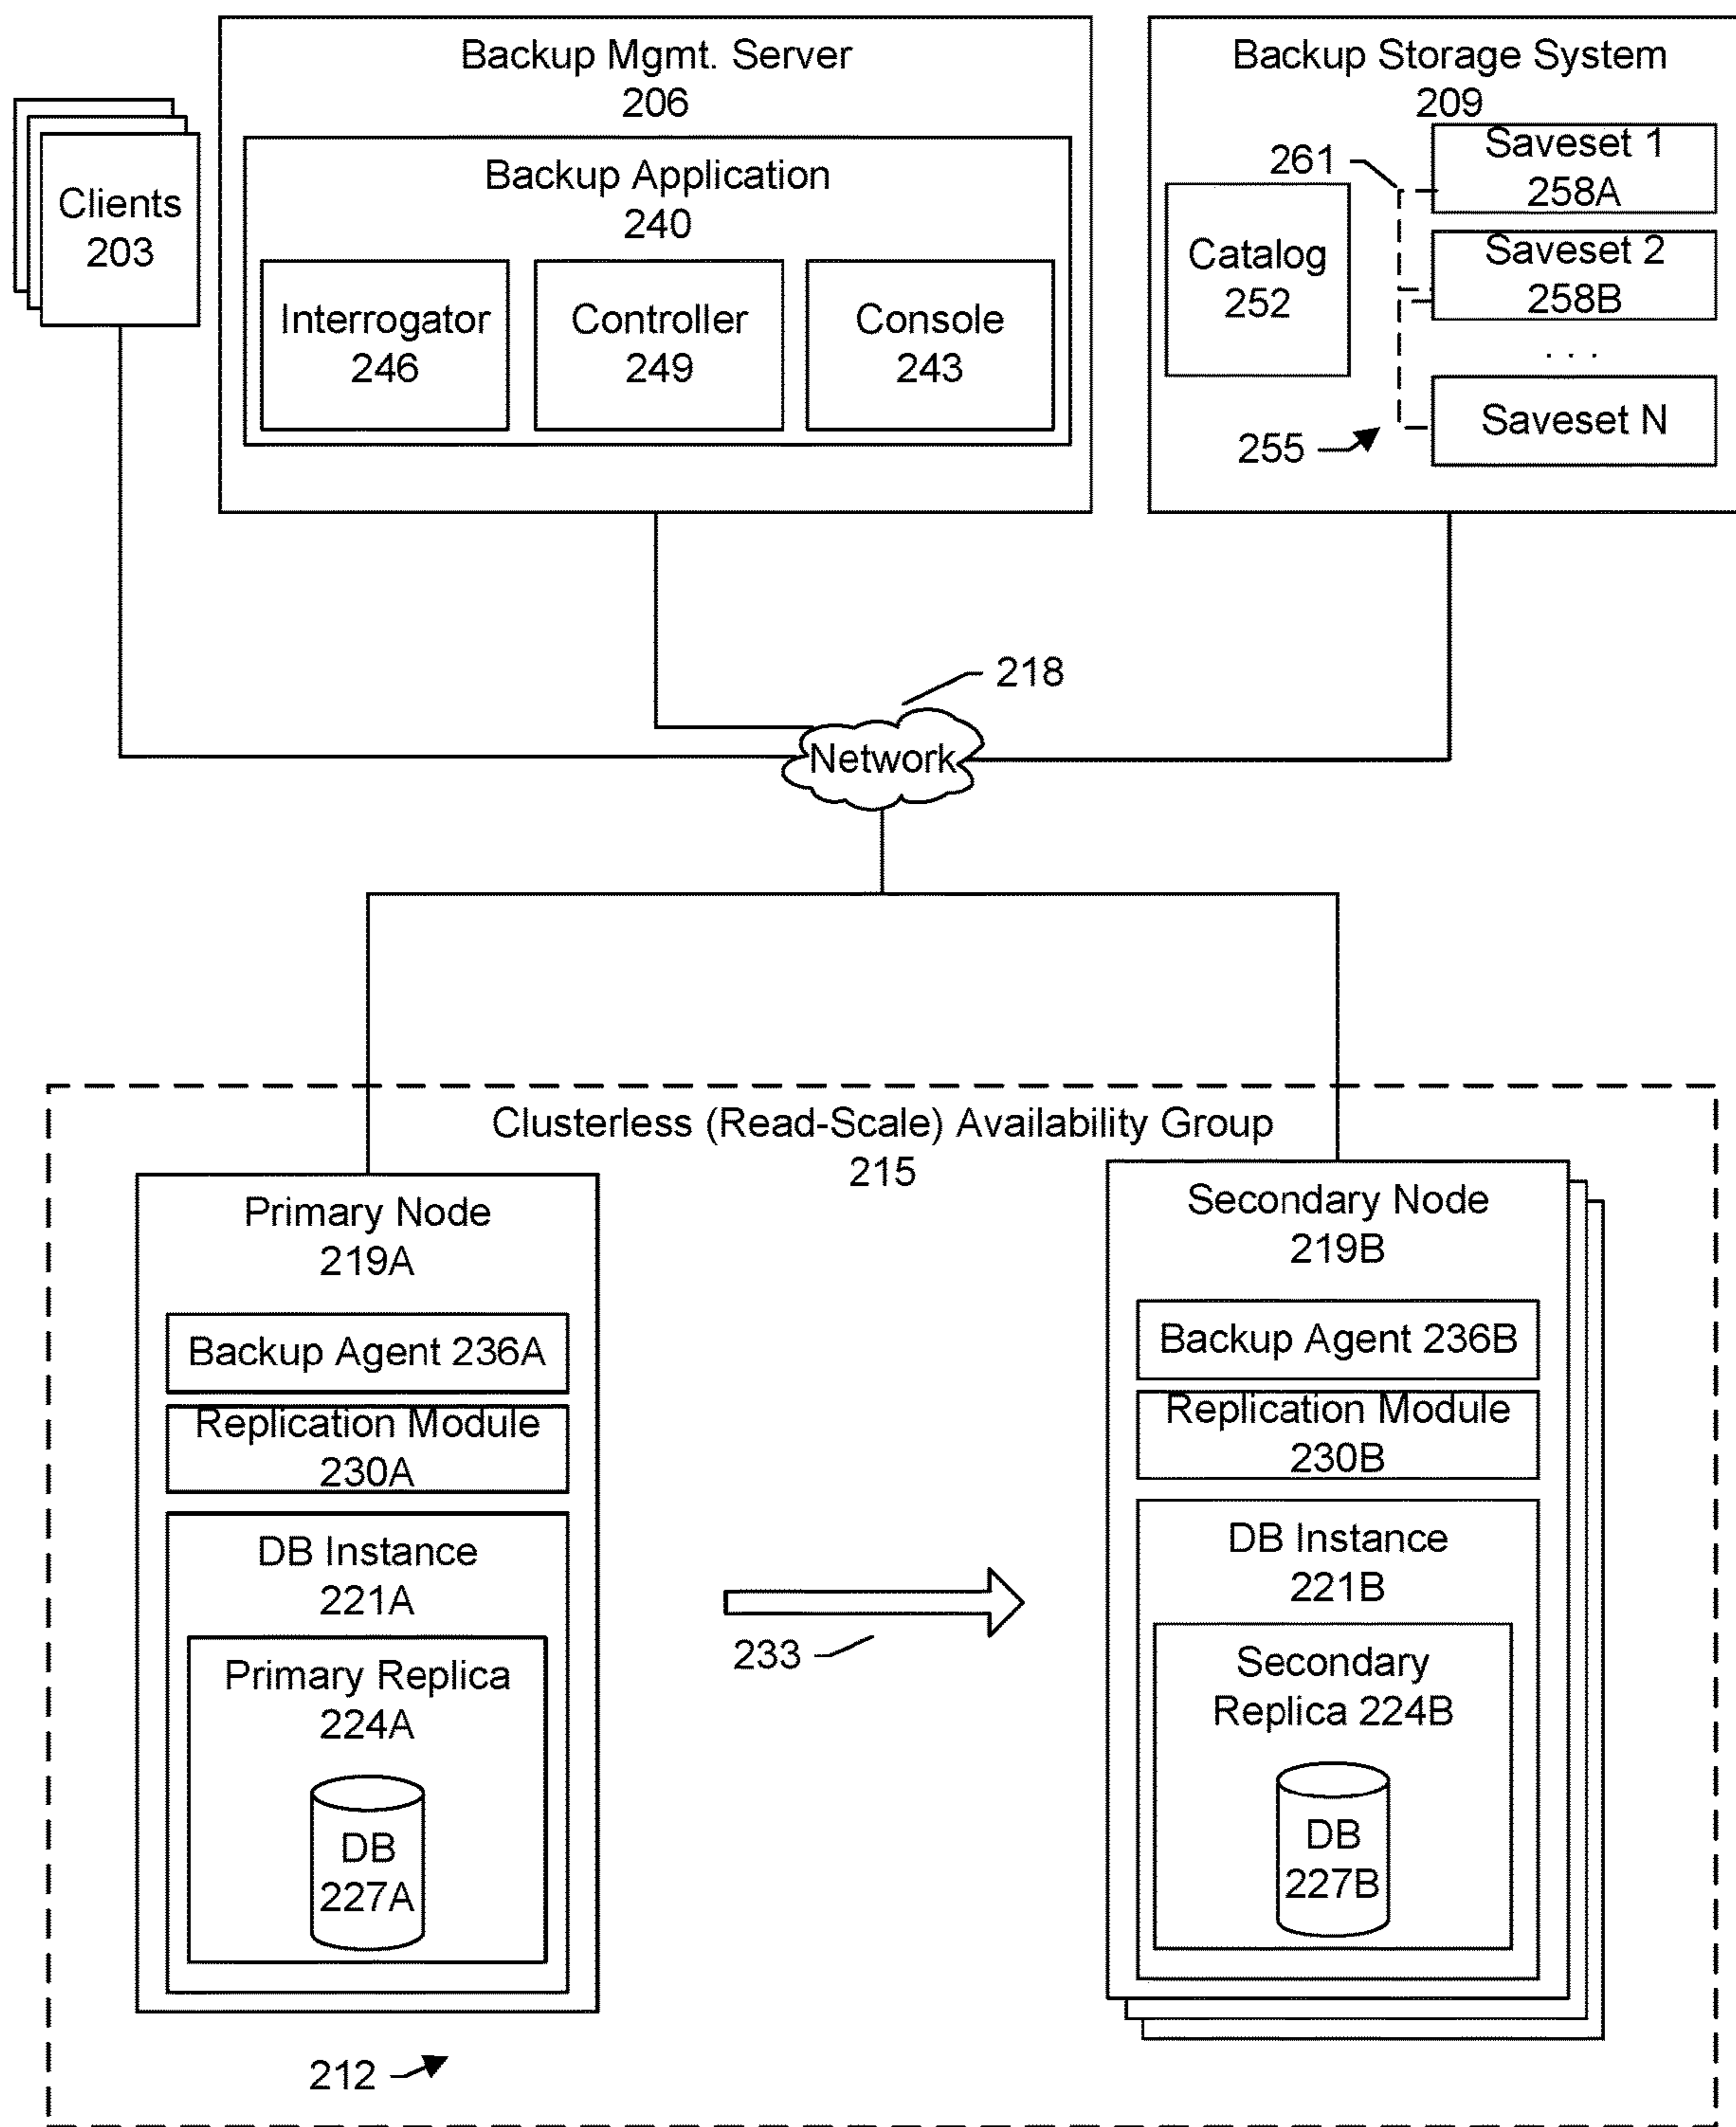 Backup Mgmt. Server
206
Backup Application
240
Interrogator
246
Controller
249
Console
243
Clients
203
Backup Storage System
209
261
Catalog
252
Saveset 1
258A
Saveset 2
258B
. . .
Saveset N
255
218
Network
Clusterless (Read-Scale) Availability Group
215
Primary Node
219A
Backup Agent 236A
Replication Module
230A
DB Instance
221A
Primary Replica
224A
DB
227A
233
Secondary Node
219B
Backup Agent 236B
Replication Module
230B
DB Instance
221B
Secondary
Replica 224B
DB
227B
212